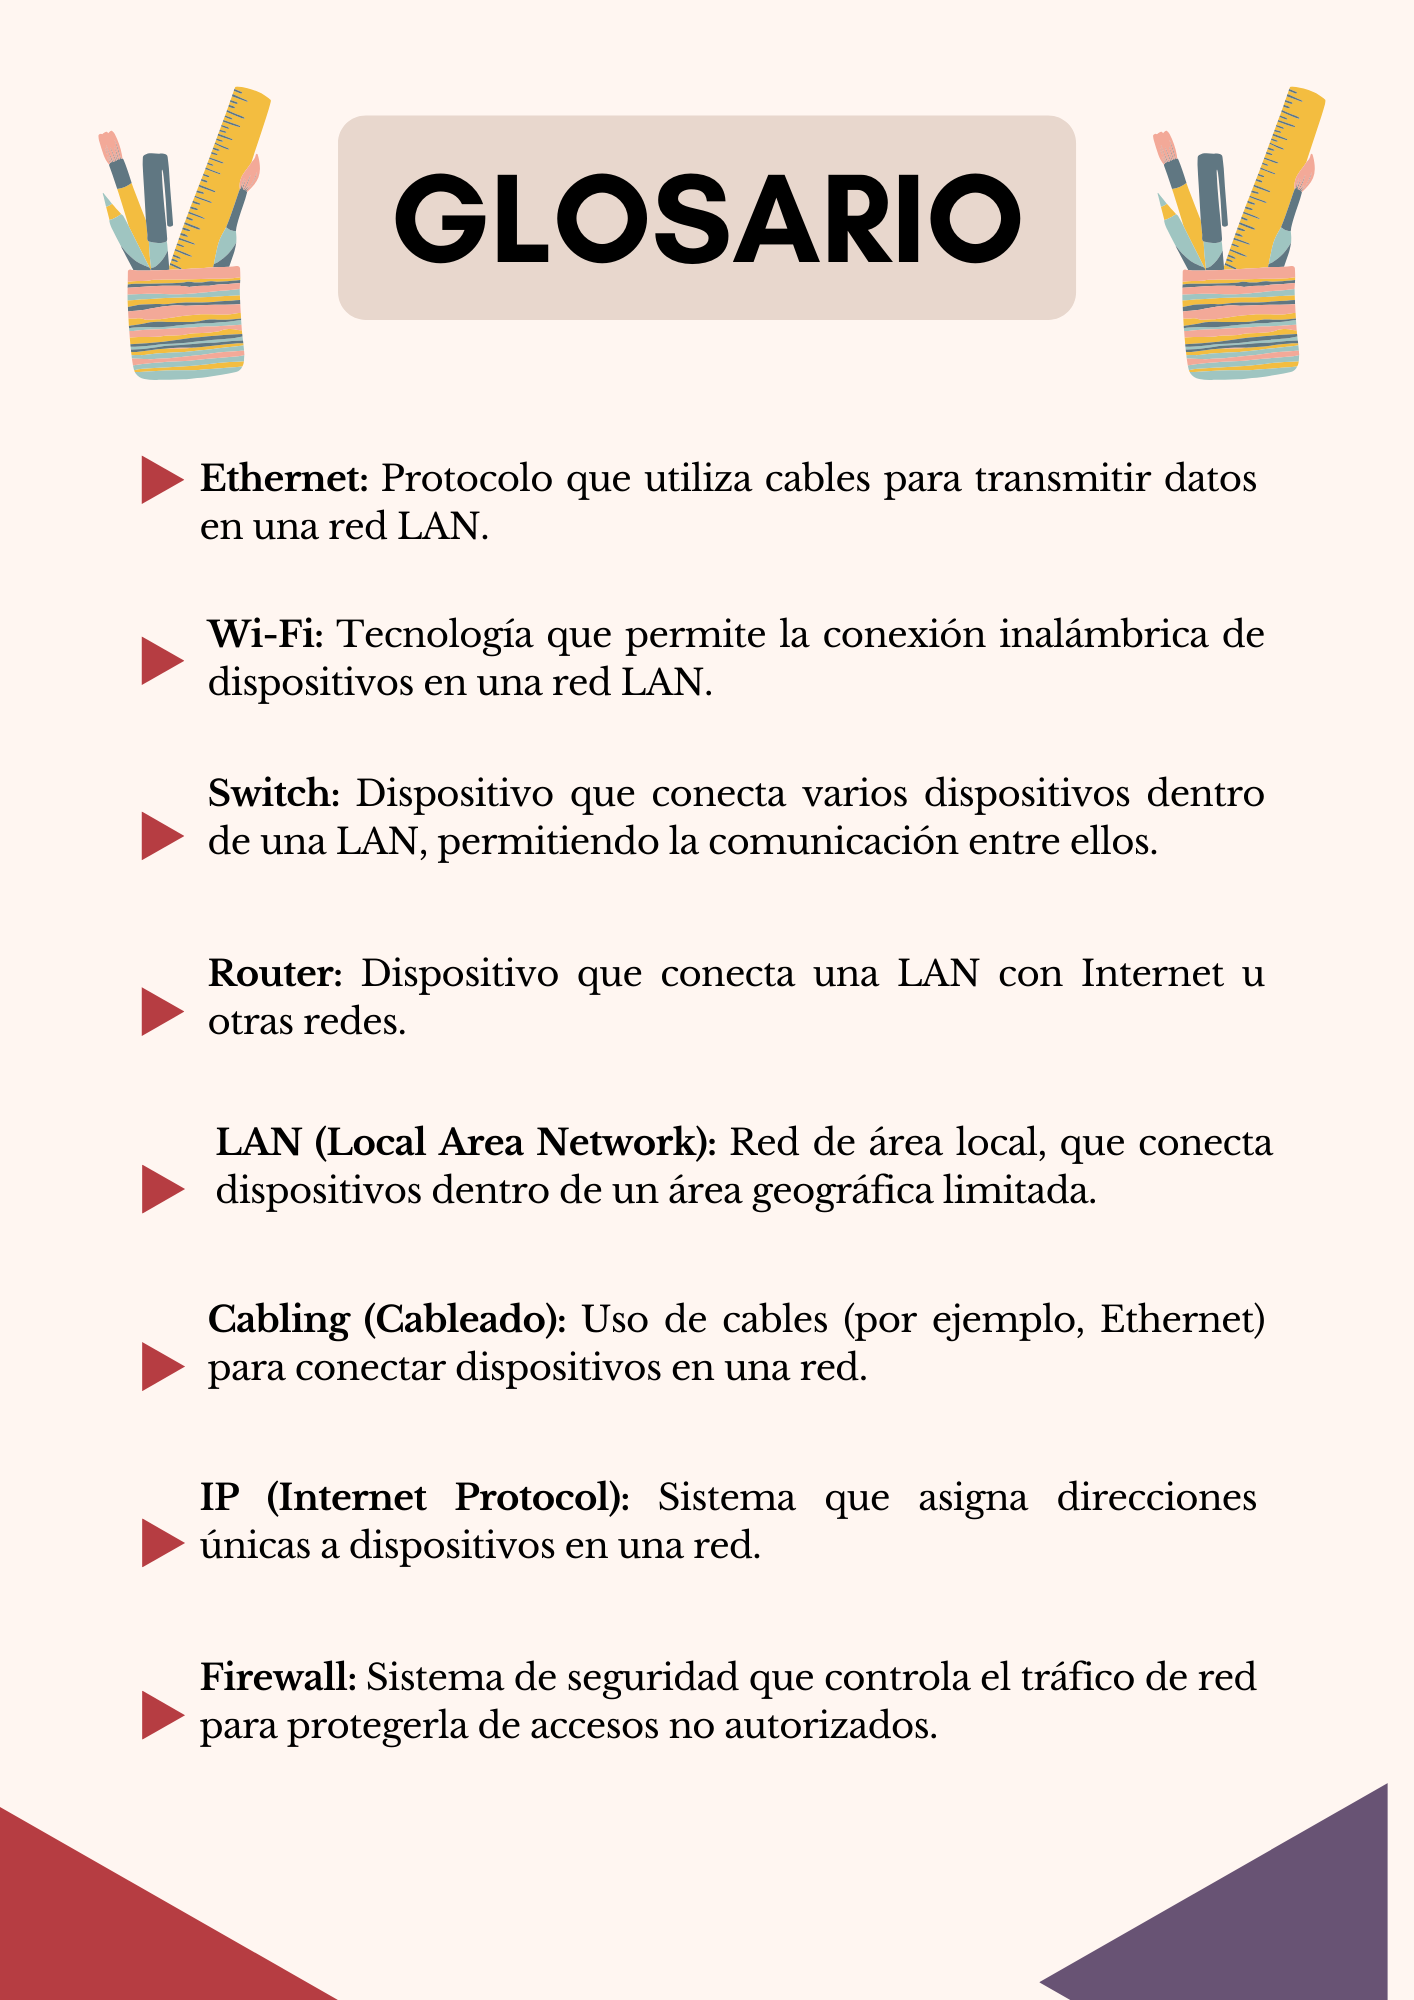 GLOSARIO
Ethernet: Protocolo que utiliza cables para transmitir datos
en una red LAN.
Wi-Fi: Tecnología que permite la conexión inalámbrica de
dispositivos en una red LAN.
Switch: Dispositivo que conecta varios dispositivos dentro
de una LAN, permitiendo la comunicación entre ellos.
Router: Dispositivo que conecta una LAN con Internet u
otras redes.
LAN (Local Area Network): Red de área local, que conecta
dispositivos dentro de un área geográfica limitada.
Cabling (Cableado): Uso de cables (por ejemplo, Ethernet)
para conectar dispositivos en una red.
IP (Internet Protocol): Sistema que asigna direcciones
únicas a dispositivos en una red.
Firewall: Sistema de seguridad que controla el tráfico de red
para protegerla de accesos no autorizados.